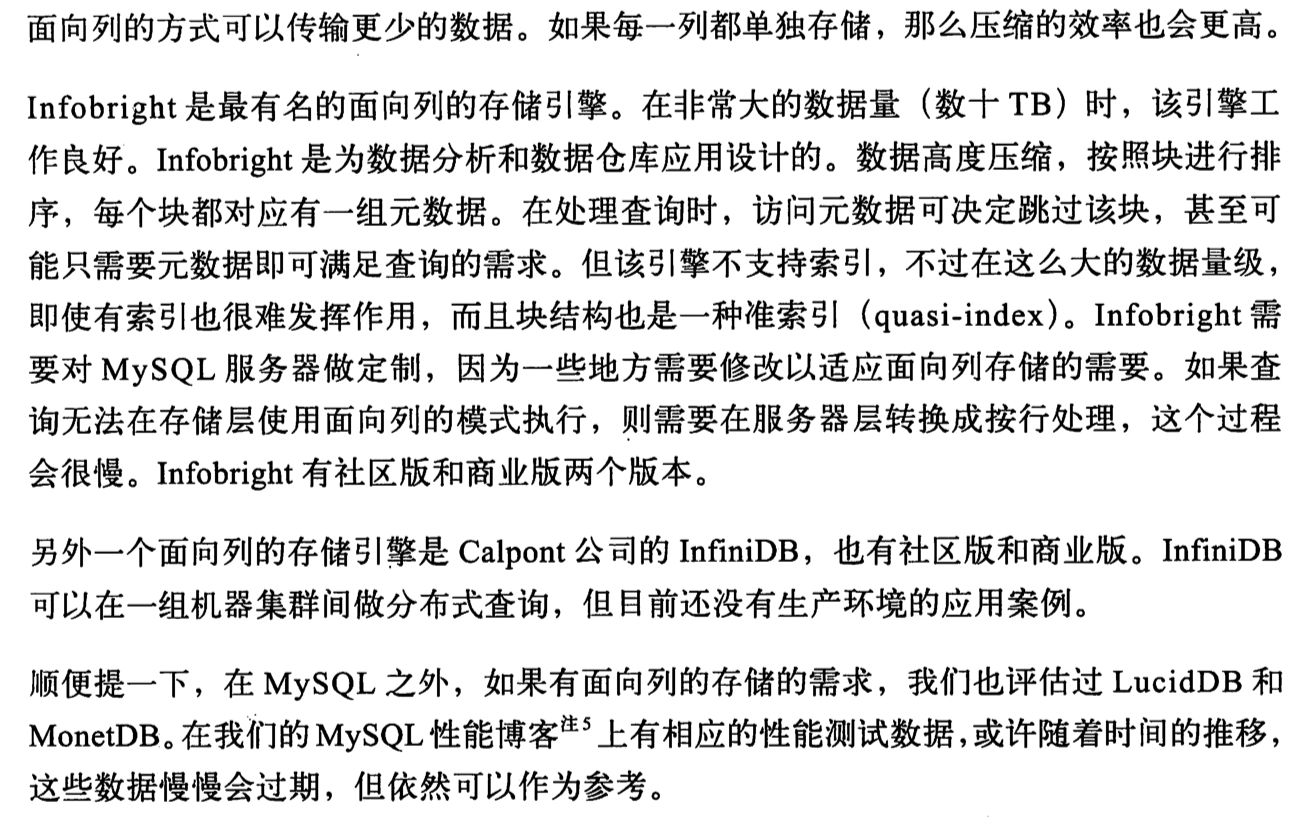 面向列的方式可以传输更少的数据。如果每一列都单独存储，那么压缩的效率也会更高。
Infobright 是最有名的面向列的存储引擎。在非常大的数据量（数十 TB）时，该引擎工
作良好。Infobright 是为数据分析和数据仓库应用设计的。数据高度压缩，按照块进行排
序，每个块都对应有一组元数据。在处理查询时，访问元数据可决定跳过该块，甚至可
能只需要元数据即可满足查询的需求。但该引擎不支持索引，不过在这么大的数据量级，
即使有索引也很难发挥作用，而且块结构也是一种准索引（quasi-index）。Infobright 需
要对 MySQL 服务器做定制，因为一些地方需要修改以适应面向列存储的需要。如果查
询无法在存储层使用面向列的模式执行，则需要在服务器层转换成按行处理，这个过程
会很慢。Infobright 有社区版和商业版两个版本。
另外一个面向列的存储引擎是 Calpont 公司的 InfiniDB，也有社区版和商业版。InfiniDB
可以在一组机器集群间做分布式查询，但目前还没有生产环境的应用案例。
顺便提一下，在 MySQL 之外，如果有面向列的存储的需求，我们也评估过 LucidDB 和
MonetDB。在我们的 MySQL 性能博客注5 上有相应的性能测试数据，或许随着时间的推移，
这些数据慢慢会过期，但依然可以作为参考。